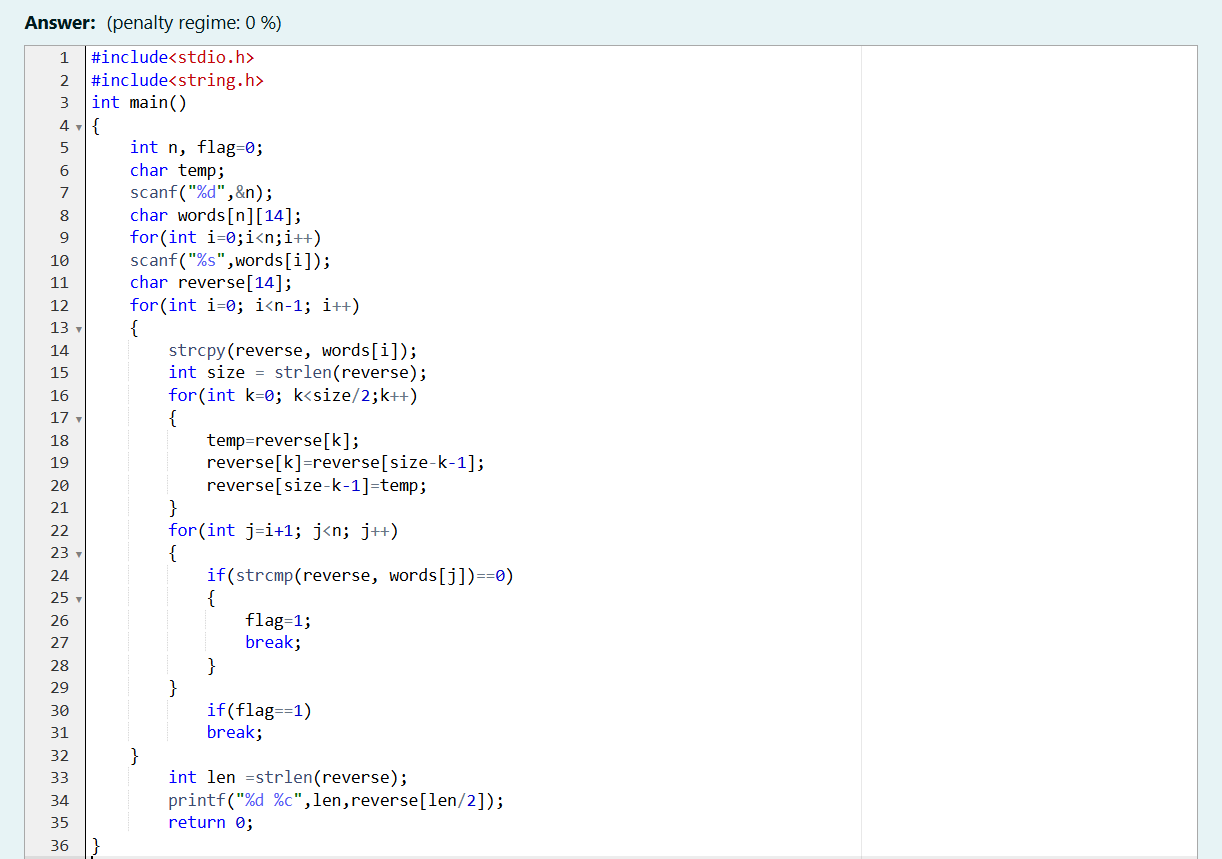 Answer: (penalty regime: 0 %)
1 #include<stdio.h>
2 #include<string.h>
3 int main()
4 {
5     int n, flag=0;
6     char temp;
7     scanf("%d",&n);
8     char words[n][14];
9     for(int i=0;i<n;i++)
10     scanf("%s",words[i]);
11     char reverse[14];
12     for(int i=0; i<n-1; i++)
13     {
14         strcpy(reverse, words[i]);
15         int size = strlen(reverse);
16         for(int k=0; k<size/2;k++)
17         {
18             temp=reverse[k];
19             reverse[k]=reverse[size-k-1];
20             reverse[size-k-1]=temp;
21         }
22         for(int j=i+1; j<n; j++)
23         {
24             if(strcmp(reverse, words[j])==0)
25             {
26                 flag=1;
27                 break;
28             }
29         }
30             if(flag==1)
31             break;
32     }
33         int len =strlen(reverse);
34         printf("%d %c",len,reverse[len/2]);
35         return 0;
36 }